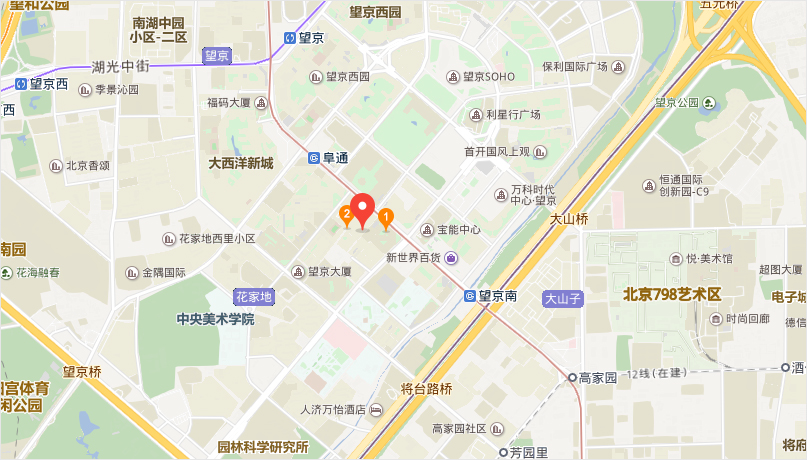 望和公园
南湖中园
小区-二区
望京西园
五元桥
望京
望京
湖光中街
望京西
季景沁园
望京西园
望京SOHO
保利国际广场
西
福码大厦
利星行广场
望京公园
北京香颂
大西洋新城
阜通
首开国风上观
恒通国际
创新园-C9
万科时代
中心·望京
2
1
大山桥
花家地西里小区
宝能中心
南园
花海融春
金隅国际
望京大厦
新世界百货
悦·美术馆
超图大厦
花家地
望京南
大山子
北京798艺术区
电子城
中央美术学院
时尚回廊
德信
望京桥
高家园
12线(在建)
酒
阳宫体育
闲公园
将台路桥
人济万怡酒店
高家园社区
园林科学研究所
芳园里
将府